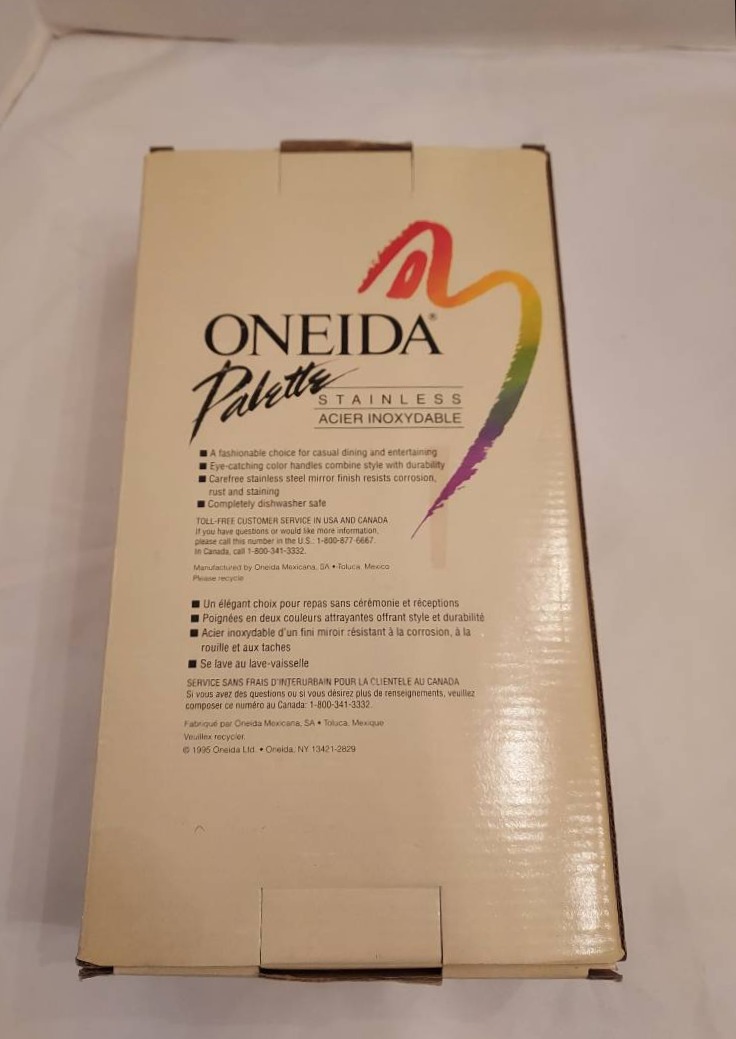 ONEIDA®
Palette
STAINLESS
ACIER INOXYDABLE
■ A fashionable choice for casual dining and entertaining
■ Eye-catching color handles combine style with durability
■ Carefree stainless steel mirror finish resists corrosion,
rust and staining
■ Completely dishwasher safe
TOLL-FREE CUSTOMER SERVICE IN USA AND CANADA
If you have questions or would like more information,
please call this number in the U.S.: 1-800-877-6667.
In Canada, call 1-800-341-3332.
Manufactured by Oneida Mexicana, SA • Toluca, Mexico
Please recycle
■ Un élégant choix pour repas sans cérémonie et réceptions
■ Poignées en deux couleurs attrayantes offrant style et durabilité
■ Acier inoxydable d'un fini miroir résistant à la corrosion, à la
rouille et aux taches
■ Se lave au lave-vaisselle
SERVICE SANS FRAIS D'INTERURBAIN POUR LA CLIENTELE AU CANADA
Si vous avez des questions ou si vous désirez plus de renseignements, veuillez
composer ce numéro au Canada: 1-800-341-3332.
Fabriqué par Oneida Mexicana, SA • Toluca, Mexique
Veuillex recycler.
© 1995 Oneida Ltd. • Oneida, NY 13421-2829